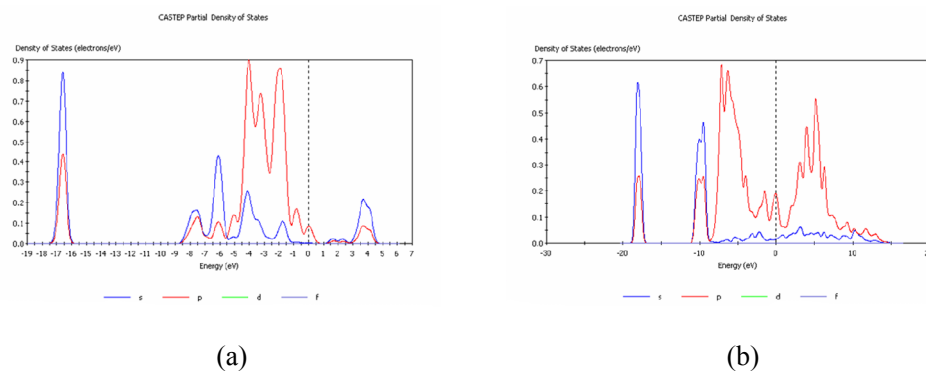 CASTEP Partial Density of States
Density of States (electrons/eV)
0.9
0.8
0.7
0.6
0.5
0.4
0.3
0.2
0.1
0.0
-19 -18 -17 -16 -15 -14 -13 -12 -11 -10 -9 -8 -7 -6 -5 -4 -3 -2 -1 0 1 2 3 4 5 6 7
Energy (eV)
s p d f
(a)
CASTEP Partial Density of States
Density of States (electrons/eV)
0.7
0.6
0.5
0.4
0.3
0.2
0.1
0.0
-30 -20 -10 0 10
Energy (eV)
s p d f
(b)